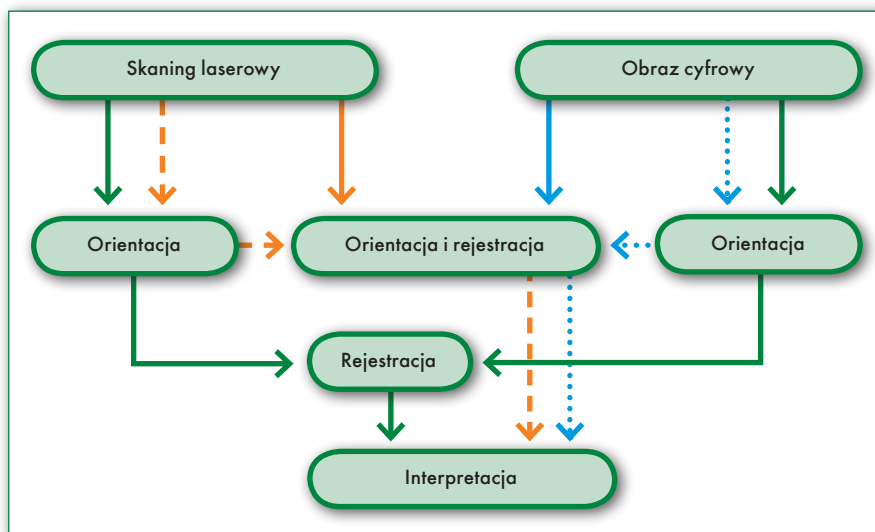 Skaning laserowy
Obraz cyfrowy
Orientacja
Orientacja i rejestracja
Orientacja
Rejestracja
Interpretacja